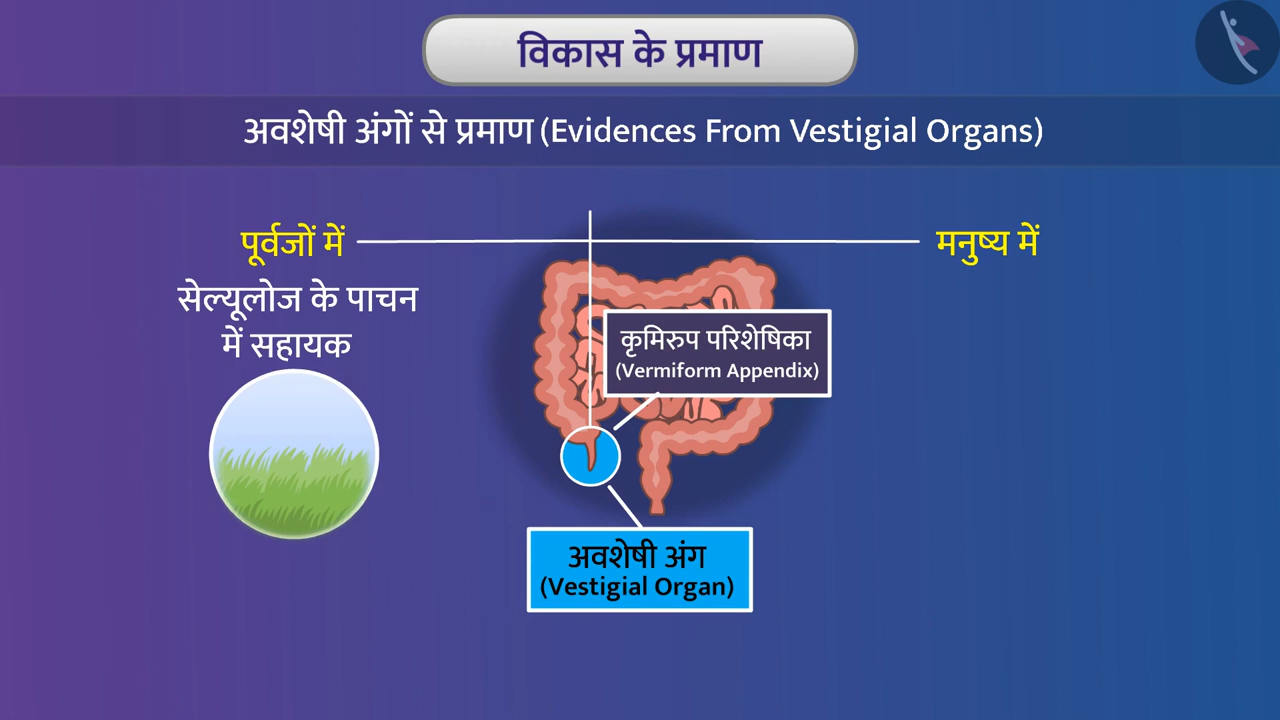 विकास के प्रमाण
अवशेषी अंगों से प्रमाण (Evidences From Vestigial Organs)
पूर्वजों में
मनुष्य में
सेल्यूलोज के पाचन
में सहायक
कृमिरुप परिशेषिका
(Vermiform Appendix)
अवशेषी अंग
(Vestigial Organ)